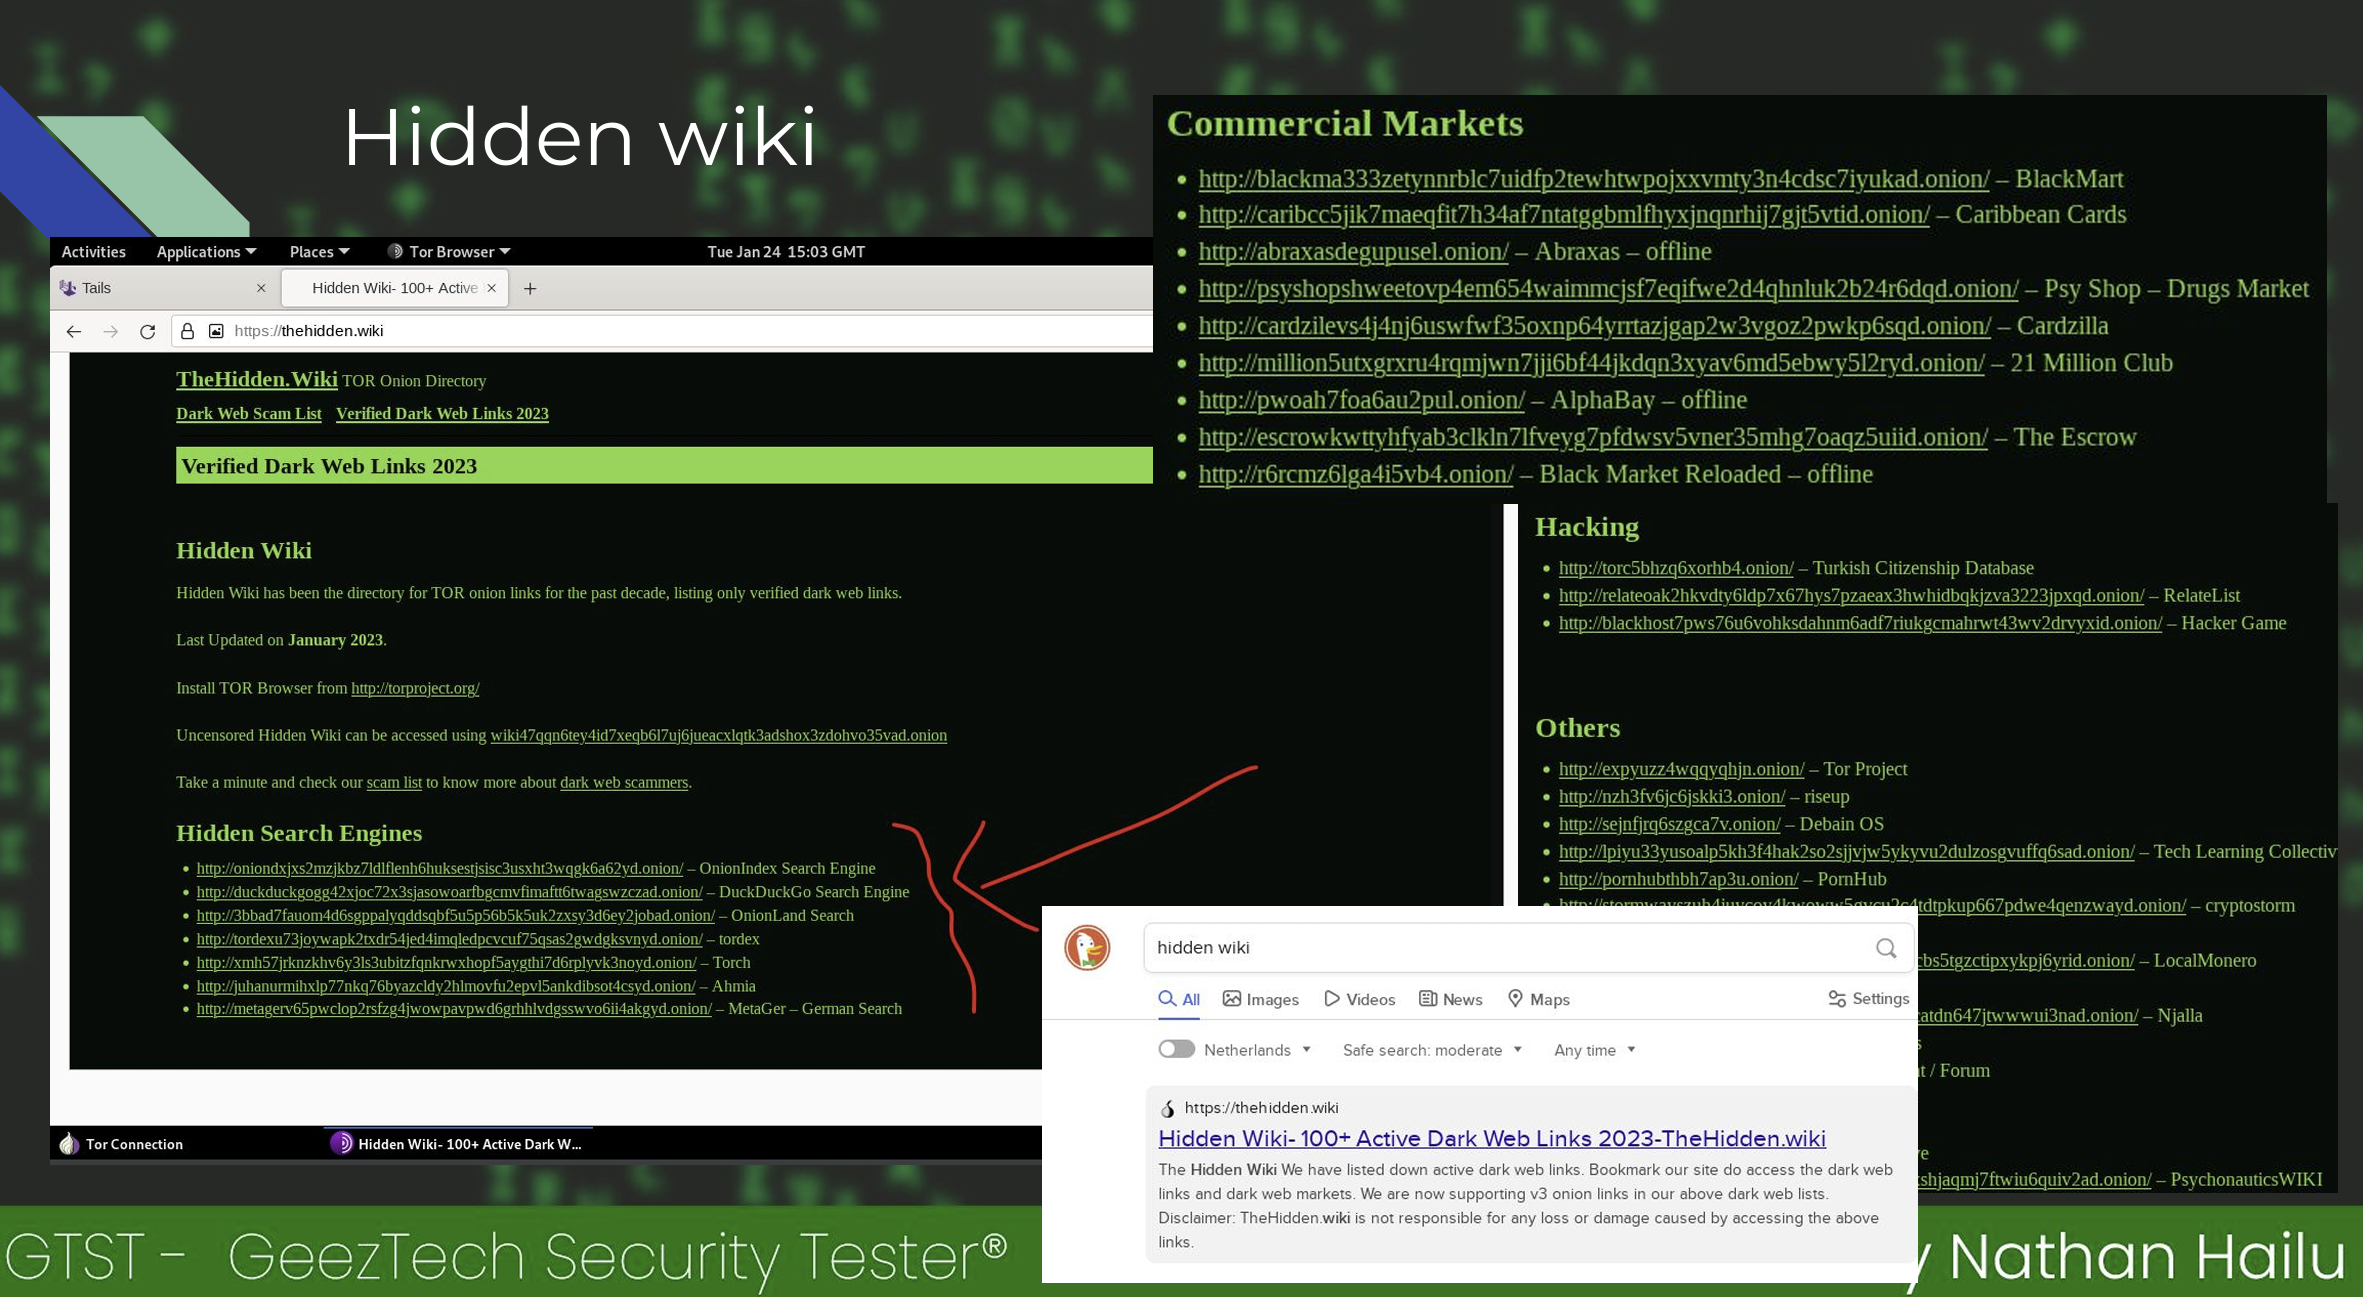 Hidden wiki
Activities Applications Places Tor Browser Tue Jan 24 15:03 GMT
Tails Hidden Wiki- 100+ Active
https://thehidden.wiki
TheHidden.Wiki TOR Onion Directory
Dark Web Scam List Verified Dark Web Links 2023
Verified Dark Web Links 2023
Hidden Wiki
Hidden Wiki has been the directory for TOR onion links for the past decade, listing only verified dark web links.
Last Updated on January 2023.
Install TOR Browser from http://torproject.org/
Uncensored Hidden Wiki can be accessed using wiki47qqn6tey4id7xeqb6l7uj6jueacxlqtk3adshox3zdohvo35vad.onion
Take a minute and check our scam list to know more about dark web scammers.
Hidden Search Engines
http://oniondxjxs2mzjkbz7ldlflenh6huksestjsisc3usxht3wqgk6a62yd.onion/ – OnionIndex Search Engine
http://duckduckgogg42xjoc72x3sjasowoarfbgcmvfimaftt6twagswzczad.onion/ – DuckDuckGo Search Engine
http://3bbad7fauom4d6sgppalyqddsqbf5u5p56b5k5uk2zxsy3d6ey2jobad.onion/ – OnionLand Search
http://tordexu73joywapk2txdr54jed4imqledpcvcuf75qsas2gwdgksvnyd.onion/ – tordex
http://xmh57jrknzkhv6y3ls3ubitzfqnkrwxhopf5aygthi7d6rplyvk3noyd.onion/ – Torch
http://juhanurmihxlp77nkq76byazcldy2hlmovfu2epvl5ankdibsot4csyd.onion/ – Ahmia
http://metagerv65pwclop2rsfzg4jwowpavpwd6grhhlvdgsswvo6ii4akgyd.onion/ – MetaGer – German Search
Tor Connection Hidden Wiki- 100+ Active Dark W...
Commercial Markets
http://blackma333zetynnrblc7uidfp2tewhtwpojxxvmty3n4cdsc7iyukad.onion/ – BlackMart
http://caribcc5jik7maeqfit7h34af7ntatggbmlfhyxjnqnrhij7gjt5vtid.onion/ – Caribbean Cards
http://abraxasdegupusel.onion/ – Abraxas – offline
http://psyshopshweetovp4em654waimmcjsf7eqifwe2d4qhnluk2b24r6dqd.onion/ – Psy Shop – Drugs Market
http://cardzilevs4j4nj6uswfwf35oxnp64yrrtazjgap2w3vgoz2pwkp6sqd.onion/ – Cardzilla
http://million5utxgrxru4rqmjwn7jji6bf44jkdqn3xyav6md5ebwy5l2ryd.onion/ – 21 Million Club
http://pwoah7foa6au2pul.onion/ – AlphaBay – offline
http://escrowkwttyhfyab3clkln7lfveyg7pfdwsv5vner35mhg7oaqz5uiid.onion/ – The Escrow
http://r6rcmz6lga4i5vb4.onion/ – Black Market Reloaded – offline
Hacking
http://torc5bhzq6xorhb4.onion/ – Turkish Citizenship Database
http://relateoak2hkvdty6ldp7x67hys7pzaeax3hwhidbqkjzva3223jpxqd.onion/ – RelateList
http://blackhost7pws76u6vohksdahnm6adf7riukgcmahrwt43wv2drvyxid.onion/ – Hacker Game
Others
http://expyuzz4wqqyqhjn.onion/ – Tor Project
http://nzh3fv6jc6jskki3.onion/ – riseup
http://sejnfjrq6szgca7v.onion/ – Debain OS
http://lpiyu33yusoalp5kh3f4hak2so2sjjvjw5ykyvu2dulzosgvuffq6sad.onion/ – Tech Learning Collectiv
http://pornhubthbh7ap3u.onion/ – PornHub
tdtpkup667pdwe4qenzwayd.onion/ – cryptostorm
cbs5tgzctipxykpj6yrid.onion/ – LocalMonero
atdn647jtwwwui3nad.onion/ – Njalla
s
t / Forum
ve
shjaqmj7ftwiu6quiv2ad.onion/ – PsychonauticsWIKI
hidden wiki
All Images Videos News Maps Settings
Netherlands Safe search: moderate Any time
https://thehidden.wiki
Hidden Wiki- 100+ Active Dark Web Links 2023-TheHidden.wiki
The Hidden Wiki We have listed down active dark web links. Bookmark our site do access the dark web
links and dark web markets. We are now supporting v3 onion links in our above dark web lists.
Disclaimer: TheHidden.wiki is not responsible for any loss or damage caused by accessing the above
links.
GTST - GeezTech Security Tester®
y Nathan Hailu